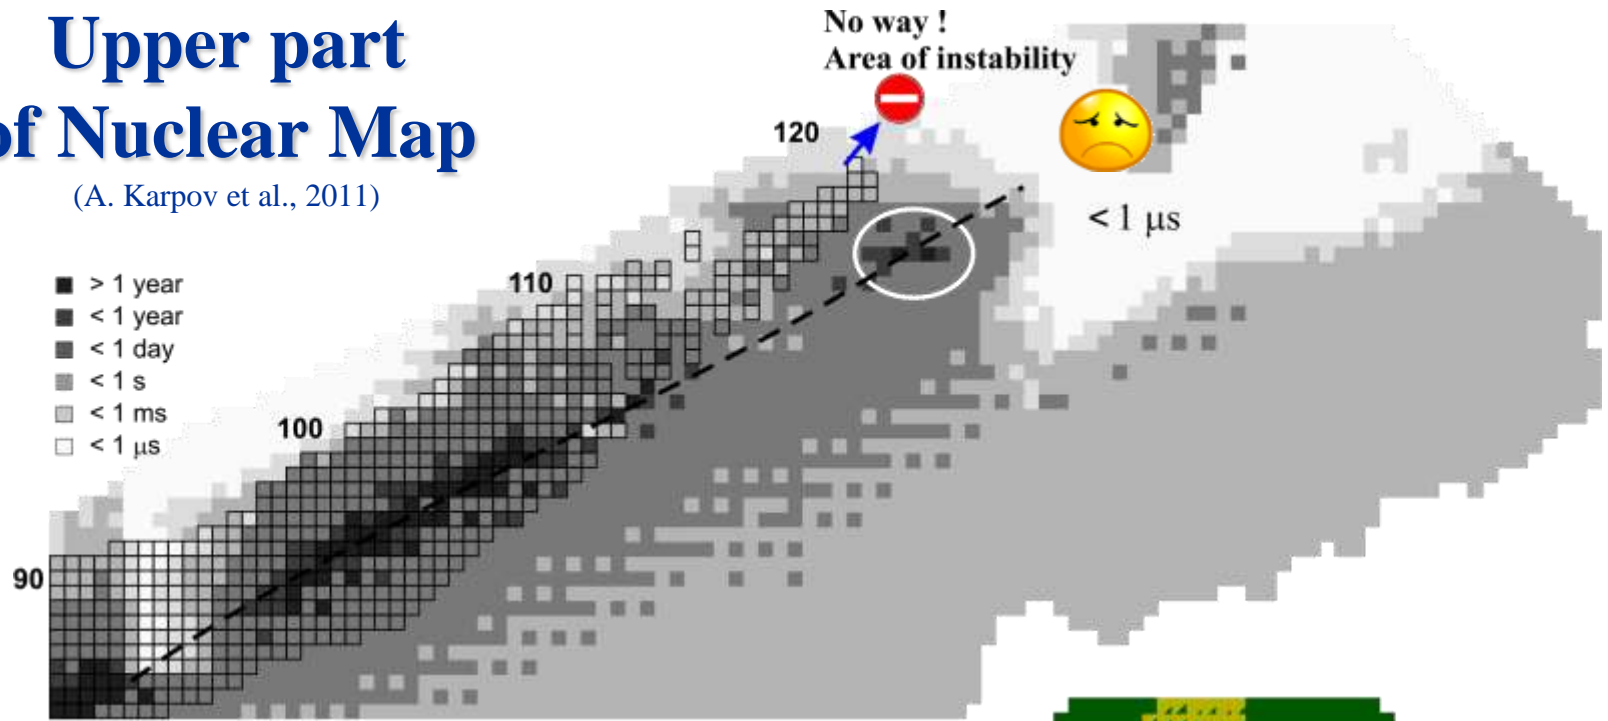 Upper part
of Nuclear Map
(A. Karpov et al., 2011)
No way !
Area of instability
120
< 1 μs
110
> 1 year
< 1 year
< 1 day
< 1 s
< 1 ms
< 1 μs
100
90